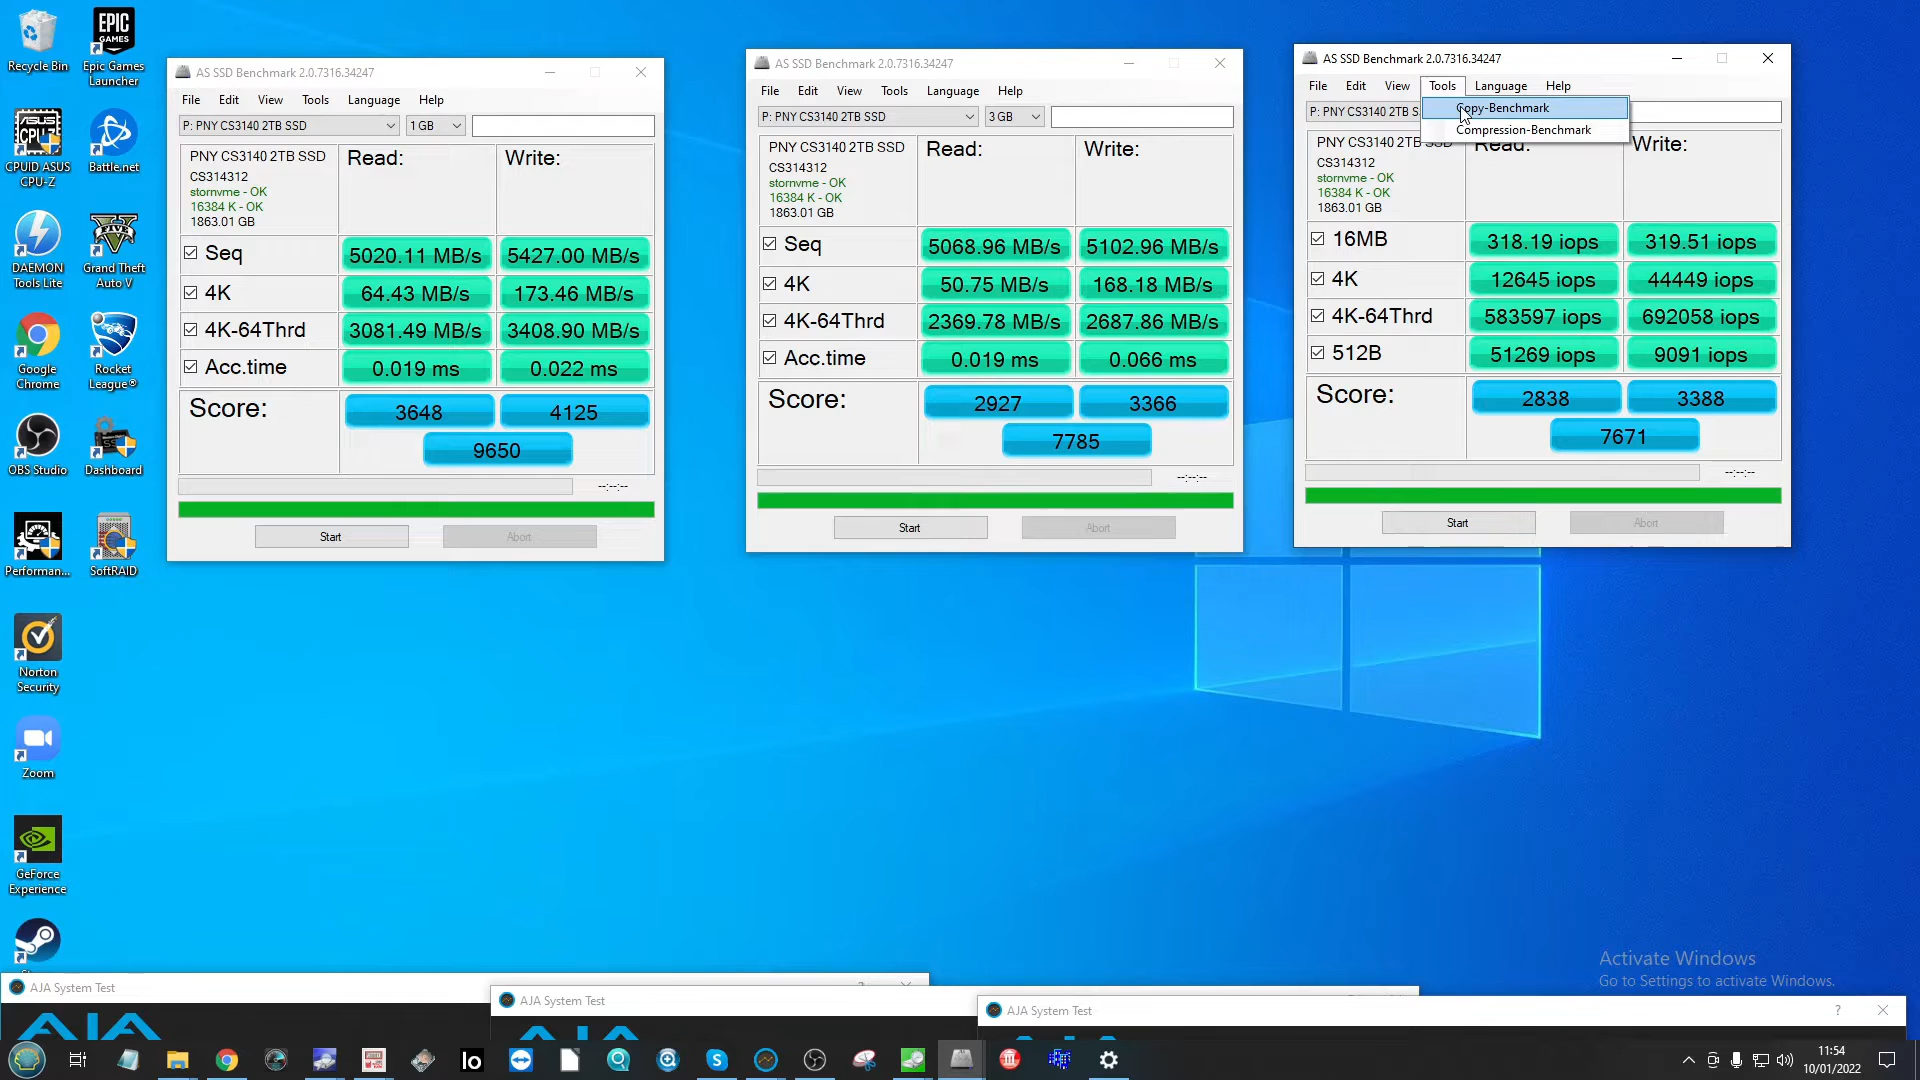 Recycle Bin
Epic Games
Launcher
CPUID ASUS
CPU-Z
Battle.net
DAEMON
Tools Lite
Grand Theft
Auto V
Google
Chrome
Rocket
League®
OBS Studio
Dashboard
Performan...
SoftRAID
Norton
Security
Zoom
GeForce
Experience
AS SSD Benchmark 2.0.7316.34247
File Edit View Tools Language Help
P: PNY CS3140 2TB SSD 1 GB
PNY CS3140 2TB SSD
CS314312
stornvme - OK
16384 K - OK
1863.01 GB
Read: Write:
Seq 5020.11 MB/s 5427.00 MB/s
4K 64.43 MB/s 173.46 MB/s
4K-64Thrd 3081.49 MB/s 3408.90 MB/s
Acc.time 0.019 ms 0.022 ms
Score: 3648 4125
9650
--:--:--
Start Abort
AS SSD Benchmark 2.0.7316.34247
File Edit View Tools Language Help
P: PNY CS3140 2TB SSD 3 GB
PNY CS3140 2TB SSD
CS314312
stornvme - OK
16384 K - OK
1863.01 GB
Read: Write:
Seq 5068.96 MB/s 5102.96 MB/s
4K 50.75 MB/s 168.18 MB/s
4K-64Thrd 2369.78 MB/s 2687.86 MB/s
Acc.time 0.019 ms 0.066 ms
Score: 2927 3366
7785
--:--:--
Start Abort
AS SSD Benchmark 2.0.7316.34247
File Edit View Tools Language Help
Copy-Benchmark
Compression-Benchmark
P: PNY CS3140 2TB S
PNY CS3140 2TB SSD
CS314312
stornvme - OK
16384 K - OK
1863.01 GB
Read: Write:
16MB 318.19 iops 319.51 iops
4K 12645 iops 44449 iops
4K-64Thrd 583597 iops 692058 iops
512B 51269 iops 9091 iops
Score: 2838 3388
7671
--:--:--
Start Abort
Activate Windows
Go to Settings to activate Windows.
AJA System Test
AJA System Test
AJA System Test
AJA
11:54
10/01/2022